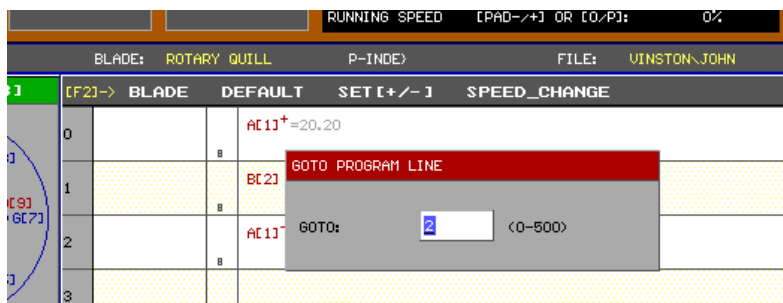 RUNNING SPEED [PAD-/+] OR [O/P]: 0%
BLADE: ROTARY QUILL P-INDE> FILE: VINSTON\JOHN
[F2]-> BLADE DEFAULT SET[+/-] SPEED_CHANGE
0 A[1]+=20.20
GOTO PROGRAM LINE
1 B[2]
GOTO: 2 (0-500)
[9]
G[7]
2 A[1]
3